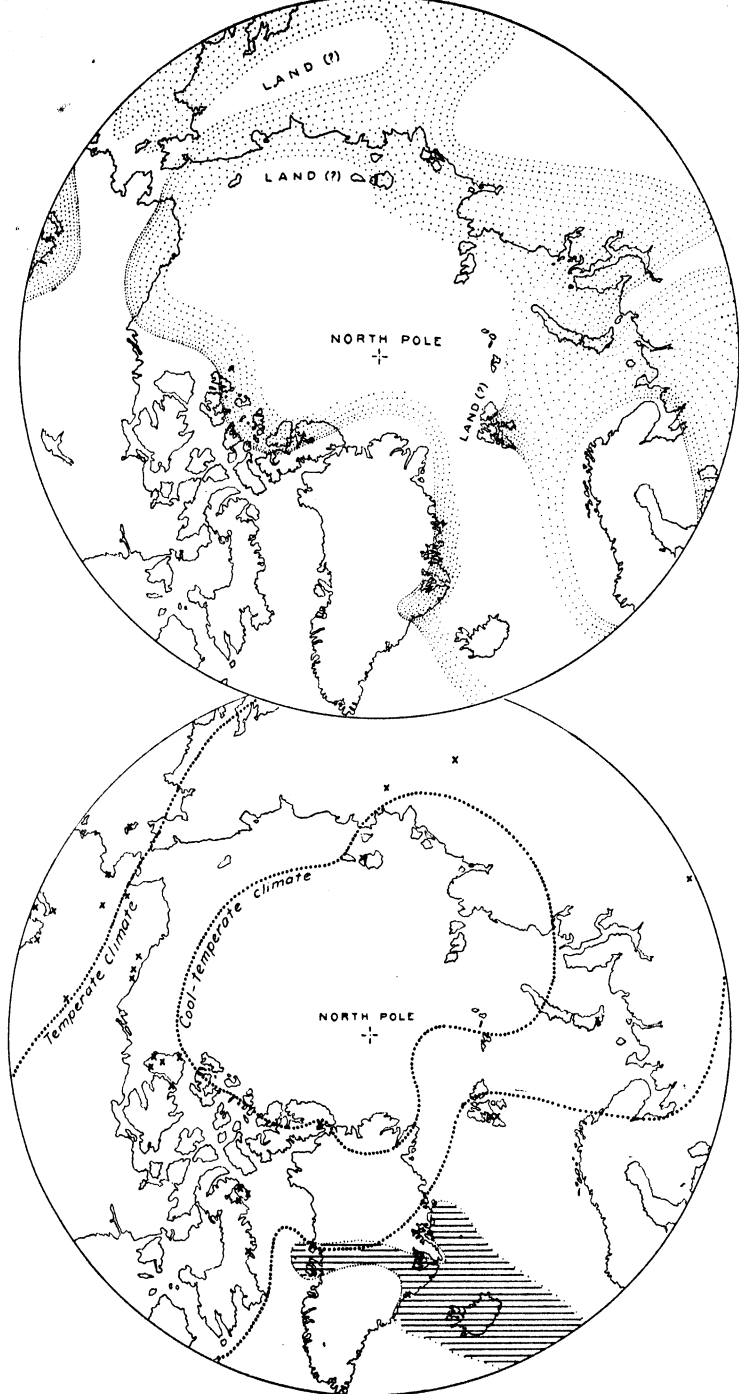 LAND (?)
LAND (?)
NORTH POLE
LAND (?)
Temperate climate
Cool-temperate climate
NORTH POLE